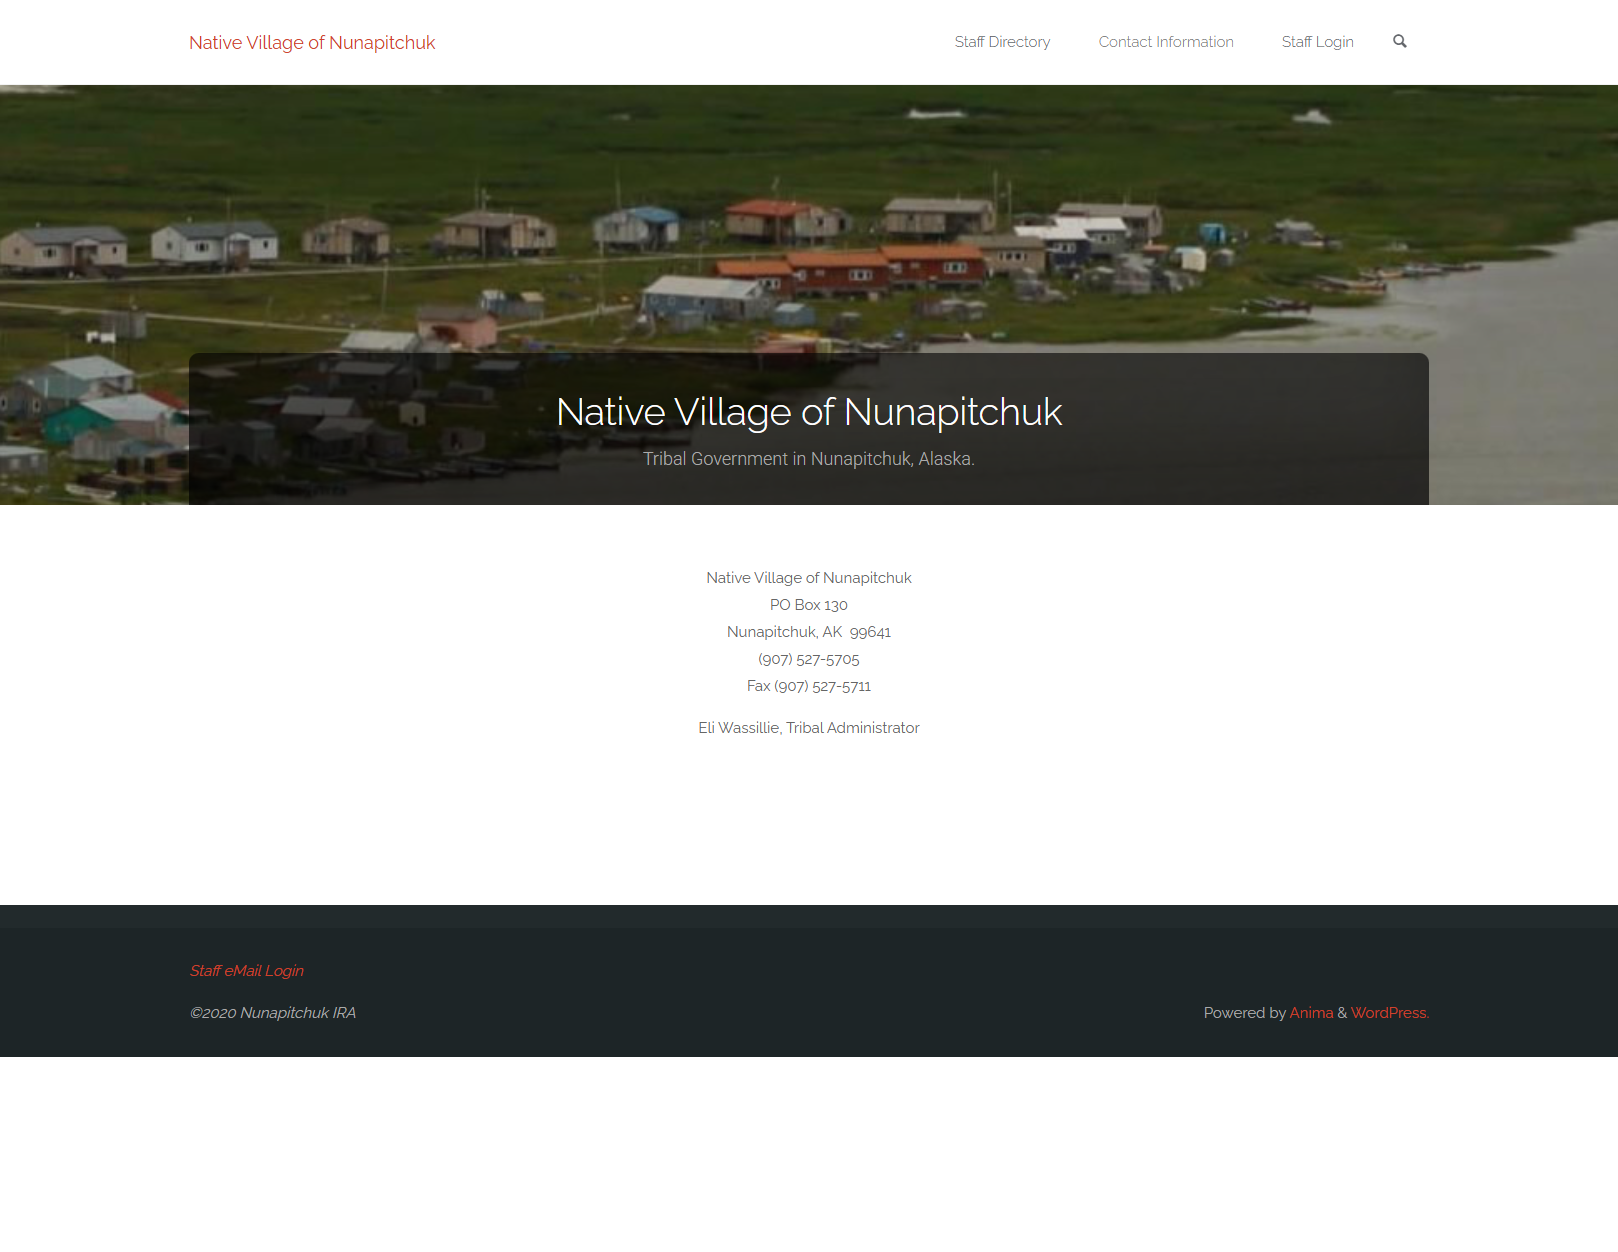 Native Village of Nunapitchuk
Staff Directory
Contact Information
Staff Login
Native Village of Nunapitchuk
Tribal Government in Nunapitchuk, Alaska.
Native Village of Nunapitchuk
PO Box 130
Nunapitchuk, AK  99641
(907) 527-5705
Fax (907) 527-5711
Eli Wassillie, Tribal Administrator
Staff eMail Login
©2020 Nunapitchuk IRA
Powered by Anima & WordPress.